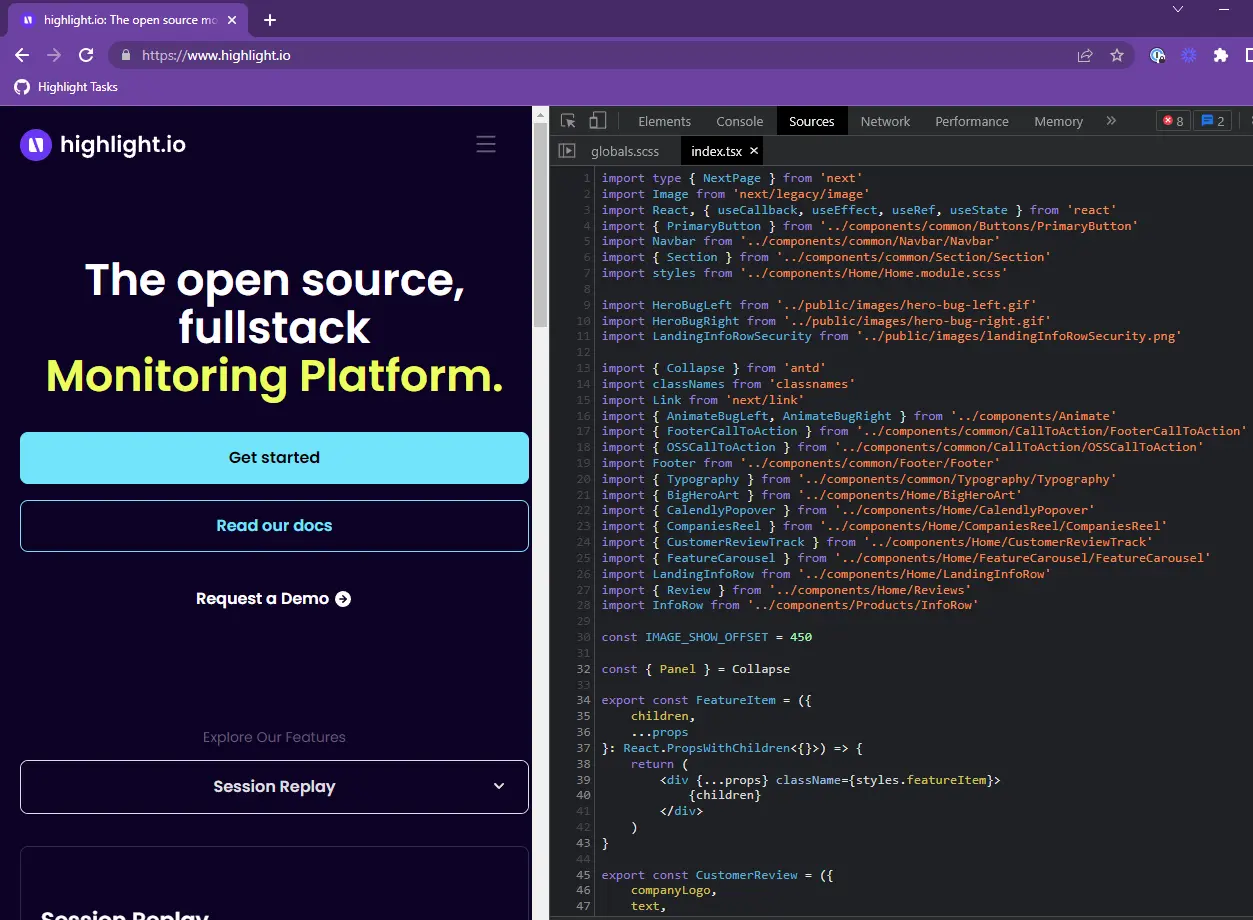 highlight.io: The open source mo
https://www.highlight.io
Highlight Tasks
highlight.io
The open source,
fullstack
Monitoring Platform.
Get started
Read our docs
Request a Demo
Explore Our Features
Session Replay
Session Replay
Elements Console Sources Network Performance Memory » 8 2
globals.scss index.tsx
1 import type { NextPage } from 'next'
2 import Image from 'next/legacy/image'
3 import React, { useCallback, useEffect, useRef, useState } from 'react'
4 import { PrimaryButton } from '../components/common/Buttons/PrimaryButton'
5 import Navbar from '../components/common/Navbar/Navbar'
6 import { Section } from '../components/common/Section/Section'
7 import styles from '../components/Home/Home.module.scss'
8
9 import HeroBugLeft from '../public/images/hero-bug-left.gif'
10 import HeroBugRight from '../public/images/hero-bug-right.gif'
11 import LandingInfoRowSecurity from '../public/images/landingInfoRowSecurity.png'
12
13 import { Collapse } from 'antd'
14 import classNames from 'classnames'
15 import Link from 'next/link'
16 import { AnimateBugLeft, AnimateBugRight } from '../components/Animate'
17 import { FooterCallToAction } from '../components/common/CallToAction/FooterCallToAction'
18 import { OSSCallToAction } from '../components/common/CallToAction/OSSCallToAction'
19 import Footer from '../components/common/Footer/Footer'
20 import { Typography } from '../components/common/Typography/Typography'
21 import { BigHeroArt } from '../components/Home/BigHeroArt'
22 import { CalendlyPopover } from '../components/Home/CalendlyPopover'
23 import { CompaniesReel } from '../components/Home/CompaniesReel/CompaniesReel'
24 import { CustomerReviewTrack } from '../components/Home/CustomerReviewTrack'
25 import { FeatureCarousel } from '../components/Home/FeatureCarousel/FeatureCarousel'
26 import LandingInfoRow from '../components/Home/LandingInfoRow'
27 import { Review } from '../components/Home/Reviews'
28 import InfoRow from '../components/Products/InfoRow'
29
30 const IMAGE_SHOW_OFFSET = 450
31
32 const { Panel } = Collapse
33
34 export const FeatureItem = ({
35 children,
36 ...props
37 }: React.PropsWithChildren<{}>) => {
38 return (
39 <div {...props} className={styles.featureItem}>
40 {children}
41 </div>
42 )
43 }
44
45 export const CustomerReview = ({
46 companyLogo,
47 text,